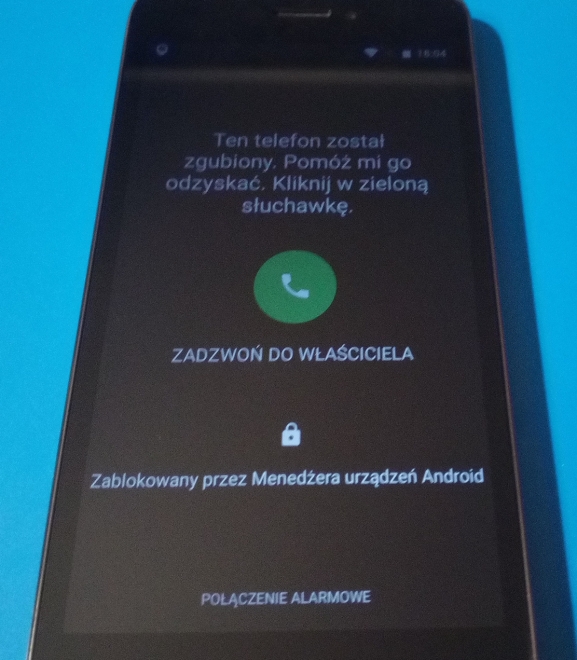 18:04
Ten telefon został
zgubiony. Pomóż mi go
odzyskać. Kliknij w zieloną
słuchawkę.
ZADZWOŃ DO WŁAŚCICIELA
Zablokowany przez Menedżera urządzeń Android
POŁĄCZENIE ALARMOWE